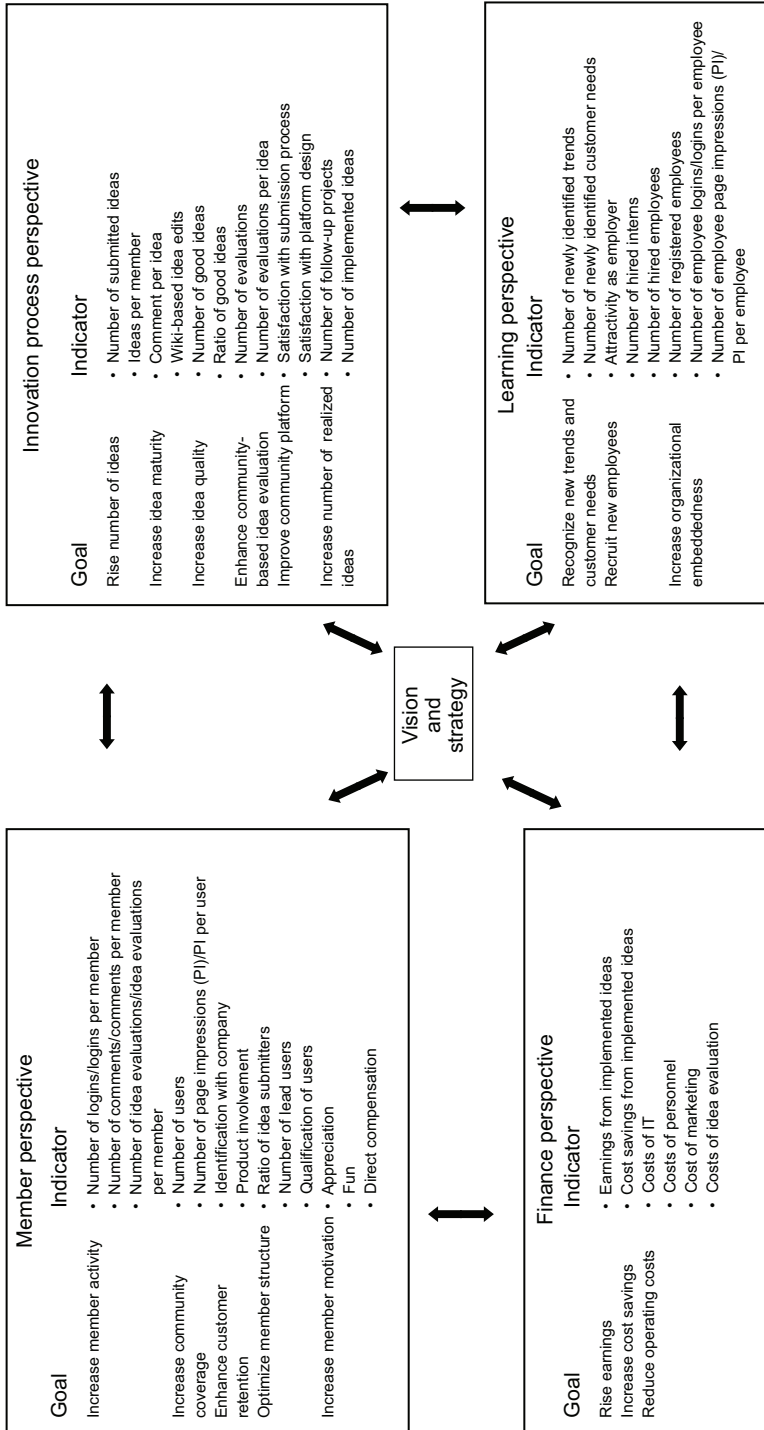 Member perspective
Goal Indicator
Increase member activity • Number of logins/logins per member
• Number of comments/comments per member
• Number of idea evaluations/idea evaluations
per member
Increase community • Number of users
coverage • Number of page impressions (PI)/PI per user
Enhance customer • Identification with company
retention • Product involvement
Optimize member structure • Ratio of idea submitters
• Number of lead users
• Qualification of users
Increase member motivation • Appreciation
• Fun
• Direct compensation
Innovation process perspective
Goal Indicator
Rise number of ideas • Number of submitted ideas
• Ideas per member
Increase idea maturity • Comment per idea
• Wiki-based idea edits
Increase idea quality • Number of good ideas
• Ratio of good ideas
Enhance community- • Number of evaluations
based idea evaluation • Number of evaluations per idea
Improve community platform • Satisfaction with submission process
• Satisfaction with platform design
Increase number of realized • Number of follow-up projects
ideas • Number of implemented ideas
Vision
and
strategy
Finance perspective
Goal Indicator
Rise earnings • Earnings from implemented ideas
Increase cost savings • Cost savings from implemented ideas
Reduce operating costs • Costs of IT
• Costs of personnel
• Cost of marketing
• Costs of idea evaluation
Learning perspective
Goal Indicator
Recognize new trends and • Number of newly identified trends
customer needs • Number of newly identified customer needs
Recruit new employees • Attractivity as employer
• Number of hired interns
• Number of hired employees
Increase organizational • Number of registered employees
embeddedness • Number of employee logins/logins per employee
• Number of employee page impressions (PI)/
PI per employee